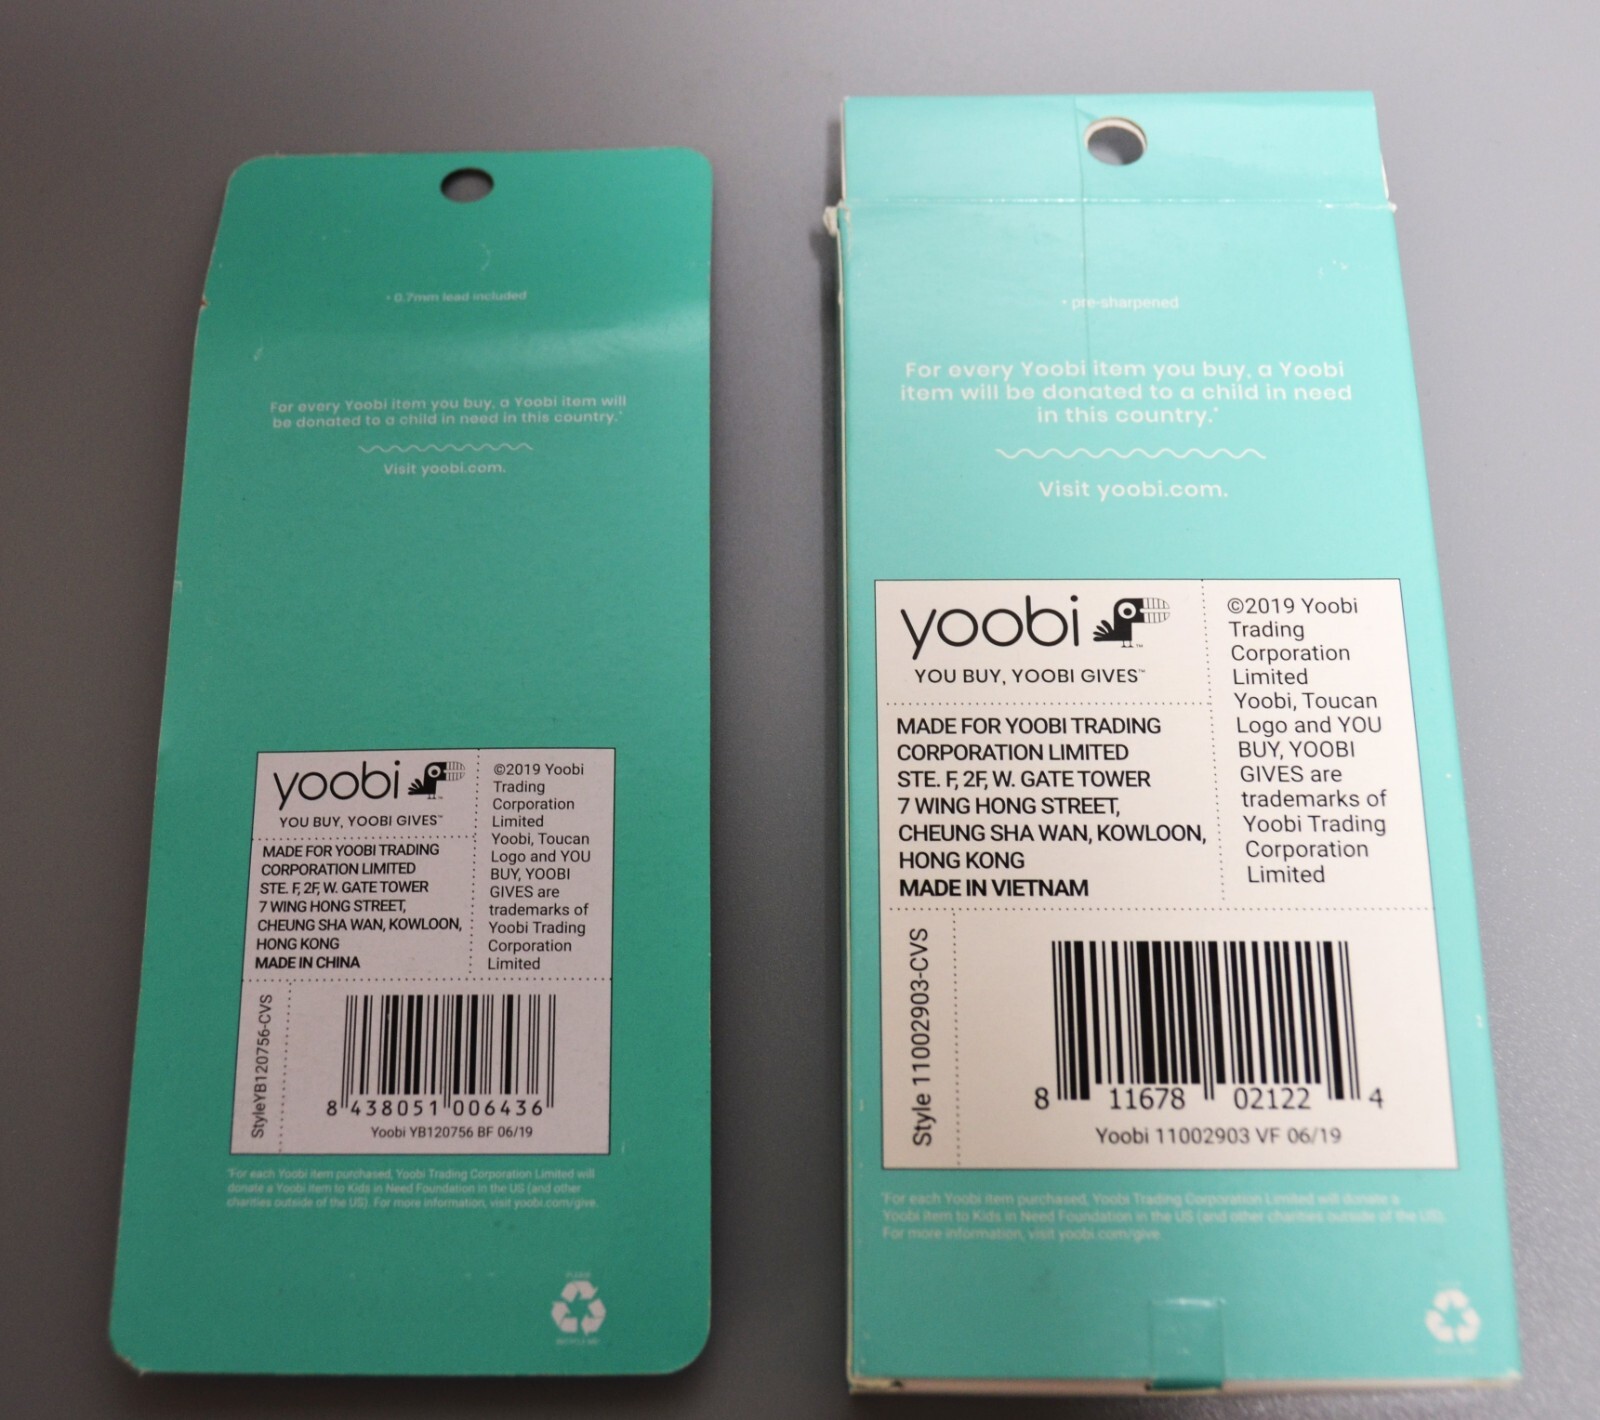 • 0.7mm lead included
For every Yoobi item you buy, a Yoobi item will
be donated to a child in need in this country.*
Visit yoobi.com.
yoobi
YOU BUY, YOOBI GIVES™
MADE FOR YOOBI TRADING
CORPORATION LIMITED
STE. F, 2F, W. GATE TOWER
7 WING HONG STREET,
CHEUNG SHA WAN, KOWLOON,
HONG KONG
MADE IN CHINA
©2019 Yoobi
Trading
Corporation
Limited
Yoobi, Toucan
Logo and YOU
BUY, YOOBI
GIVES are
trademarks of
Yoobi Trading
Corporation
Limited
StyleYB120756-CVS
8 438051 006436
Yoobi YB120756 BF 06/19
*For each Yoobi item purchased, Yoobi Trading Corporation Limited will
donate a Yoobi item to Kids in Need Foundation in the US (and other
charities outside of the US). For more information, visit yoobi.com/give.
PLEASE
RECYCLE ME!
• pre-sharpened
For every Yoobi item you buy, a Yoobi
item will be donated to a child in need
in this country.*
Visit yoobi.com.
yoobi
™
YOU BUY, YOOBI GIVES™
MADE FOR YOOBI TRADING
CORPORATION LIMITED
STE. F, 2F, W. GATE TOWER
7 WING HONG STREET,
CHEUNG SHA WAN, KOWLOON,
HONG KONG
MADE IN VIETNAM
©2019 Yoobi
Trading
Corporation
Limited
Yoobi, Toucan
Logo and YOU
BUY, YOOBI
GIVES are
trademarks of
Yoobi Trading
Corporation
Limited
Style 11002903-CVS
8 11678 02122 4
Yoobi 11002903 VF 06/19
*For each Yoobi item purchased, Yoobi Trading Corporation Limited will donate a
Yoobi item to Kids in Need Foundation in the US (and other charities outside of the US).
For more information, visit yoobi.com/give.